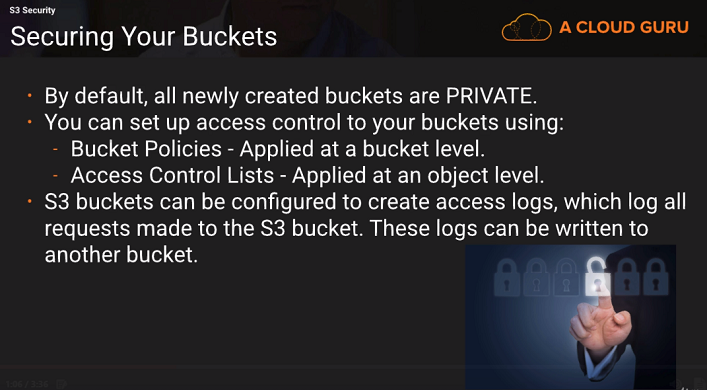 S3 Security
Securing Your Buckets
A CLOUD GURU
• By default, all newly created buckets are PRIVATE.
• You can set up access control to your buckets using:
- Bucket Policies - Applied at a bucket level.
- Access Control Lists - Applied at an object level.
• S3 buckets can be configured to create access logs, which log all
requests made to the S3 bucket. These logs can be written to
another bucket.